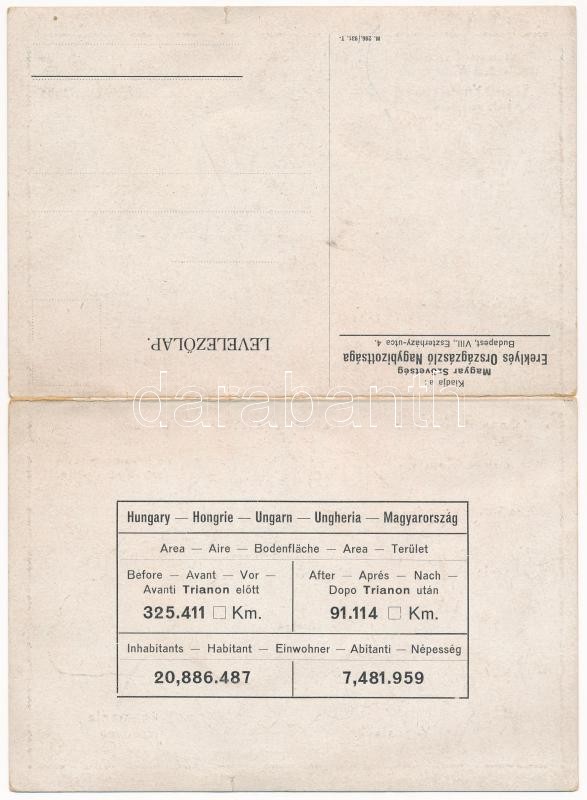 M. 296/931. T.
LEVELEZŐLAP.
Kiadja a:
Magyar Szövetség
Ereklyés Országzászló Nagybizottsága
Budapest, VIII., Eszterházy-utca 4.
darabanth
Hungary — Hongrie — Ungarn — Ungheria — Magyarország
Area — Aire — Bodenfläche — Area — Terület
Before — Avant — Vor —
Avanti Trianon előtt
325.411 □ Km.
After — Aprés — Nach —
Dopo Trianon után
91.114 □ Km.
Inhabitants — Habitant — Einwohner — Abitanti — Népesség
20,886.487
7,481.959